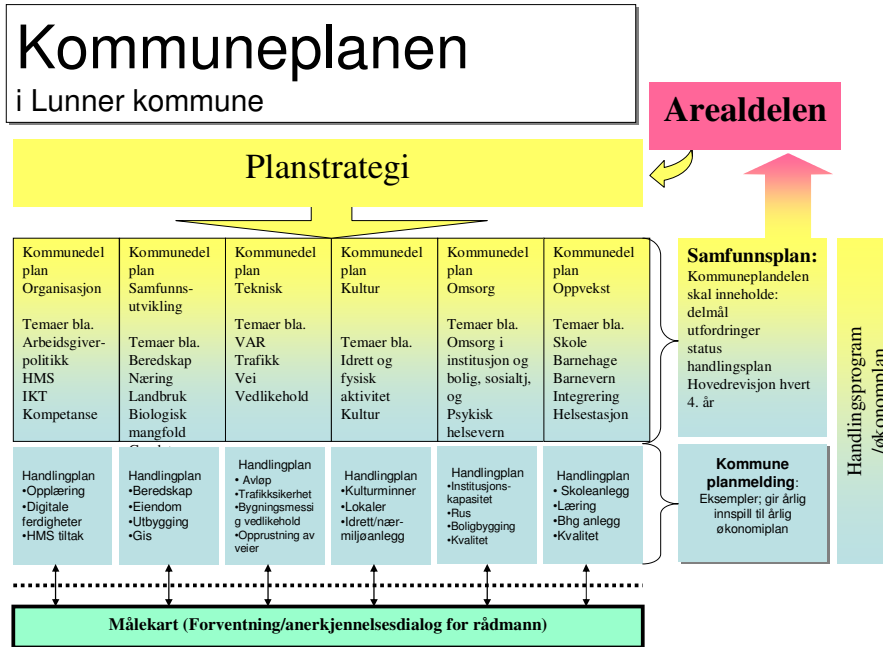 Kommuneplanen
i Lunner kommune
Arealdelen
Planstrategi
Kommunedel
plan
Organisasjon
Temaer bla.
Arbeidsgiver-
politikk
HMS
IKT
Kompetanse
Kommunedel
plan
Samfunns-
utvikling
Temaer bla.
Beredskap
Næring
Landbruk
Biologisk
mangfold
Kommunedel
plan
Teknisk
Temaer bla.
VAR
Trafikk
Vei
Vedlikehold
Kommunedel
plan
Kultur
Temaer bla.
Idrett og
fysisk
aktivitet
Kultur
Kommunedel
plan
Omsorg
Temaer bla.
Omsorg i
institusjon og
bolig, sosialtj,
og
Psykisk
helsevern
Kommunedel
plan
Oppvekst
Temaer bla.
Skole
Barnehage
Barnevern
Integrering
Helsestasjon
Samfunnsplan:
Kommuneplandelen
skal inneholde:
delmål
utfordringer
status
handlingsplan
Hovedrevisjon hvert
4. år
Handlingsprogram
/økonomplan
Handlingplan
•Opplæring
•Digitale
ferdigheter
•HMS tiltak
Handlingplan
•Beredskap
•Eiendom
•Utbygging
•Gis
Handlingplan
• Avløp
•Trafikksikerhet
•Bygningsmessi
g vedlikehold
•Opprustning av
veier
Handlingplan
•Kulturminner
•Lokaler
•Idrett/nær-
miljøanlegg
Handlingplan
•Institusjons-
kapasitet
•Rus
•Boligbygging
•Kvalitet
Handlingplan
• Skoleanlegg
•Læring
•Bhg anlegg
•Kvalitet
Kommune
planmelding:
Eksempler; gir årlig
innspill til årlig
økonomiplan
Målekart (Forventning/anerkjennelsesdialog for rådmann)